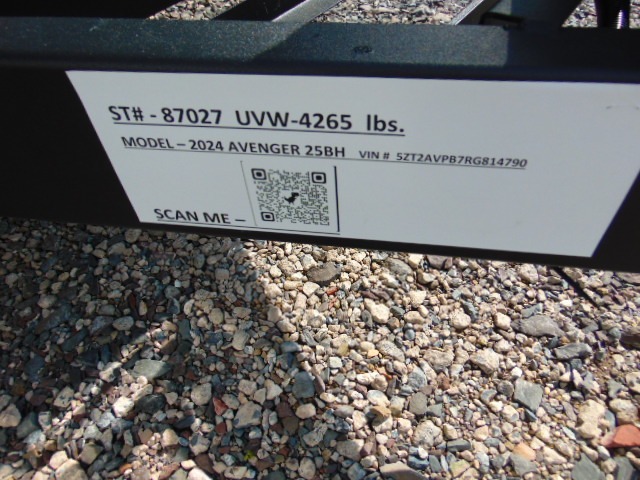 ST# - 87027 UVW-4265 lbs.
MODEL – 2024 AVENGER 25BH VIN # 5ZT2AVPB7RG814790
SCAN ME –